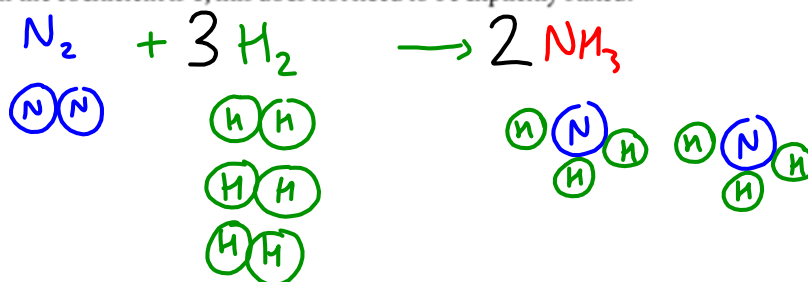 N₂ + 3 H₂ → 2 NH₃
N N H H H N H H H N H H
H H
H H